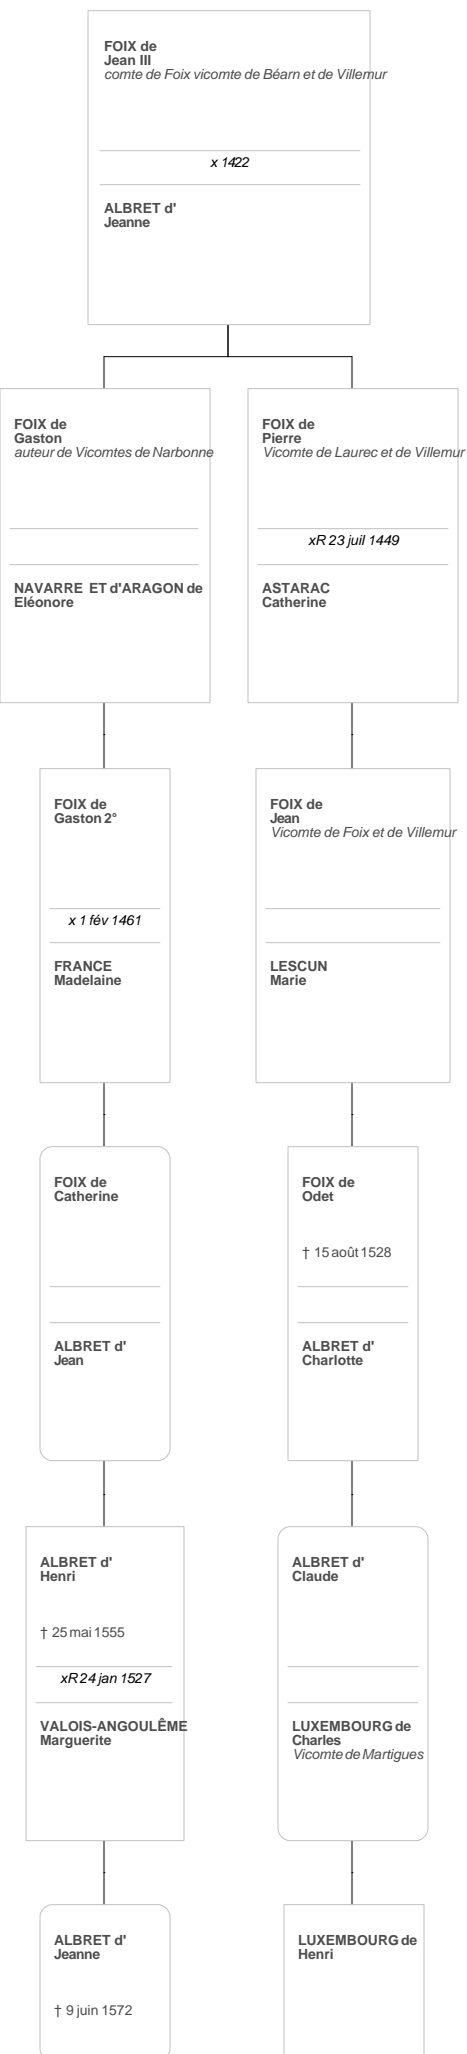 FOIX de
Jean III
comte de Foix vicomte de Béarn et de Villemur
x 1422
ALBRET d'
Jeanne
FOIX de
Gaston
auteur de Vicomtes de Narbonne
NAVARRE ET d'ARAGON de
Eléonore
FOIX de
Pierre
Vicomte de Laurec et de Villemur
xR 23 juil 1449
ASTARAC
Catherine
FOIX de
Gaston 2°
x 1 fév 1461
FRANCE
Madelaine
FOIX de
Jean
Vicomte de Foix et de Villemur
LESCUN
Marie
FOIX de
Catherine
ALBRET d'
Jean
FOIX de
Odet
† 15 août 1528
ALBRET d'
Charlotte
ALBRET d'
Henri
† 25 mai 1555
xR 24 jan 1527
VALOIS-ANGOULÊME
Marguerite
ALBRET d'
Claude
LUXEMBOURG de
Charles
Vicomte de Martigues
ALBRET d'
Jeanne
† 9 juin 1572
LUXEMBOURG de
Henri